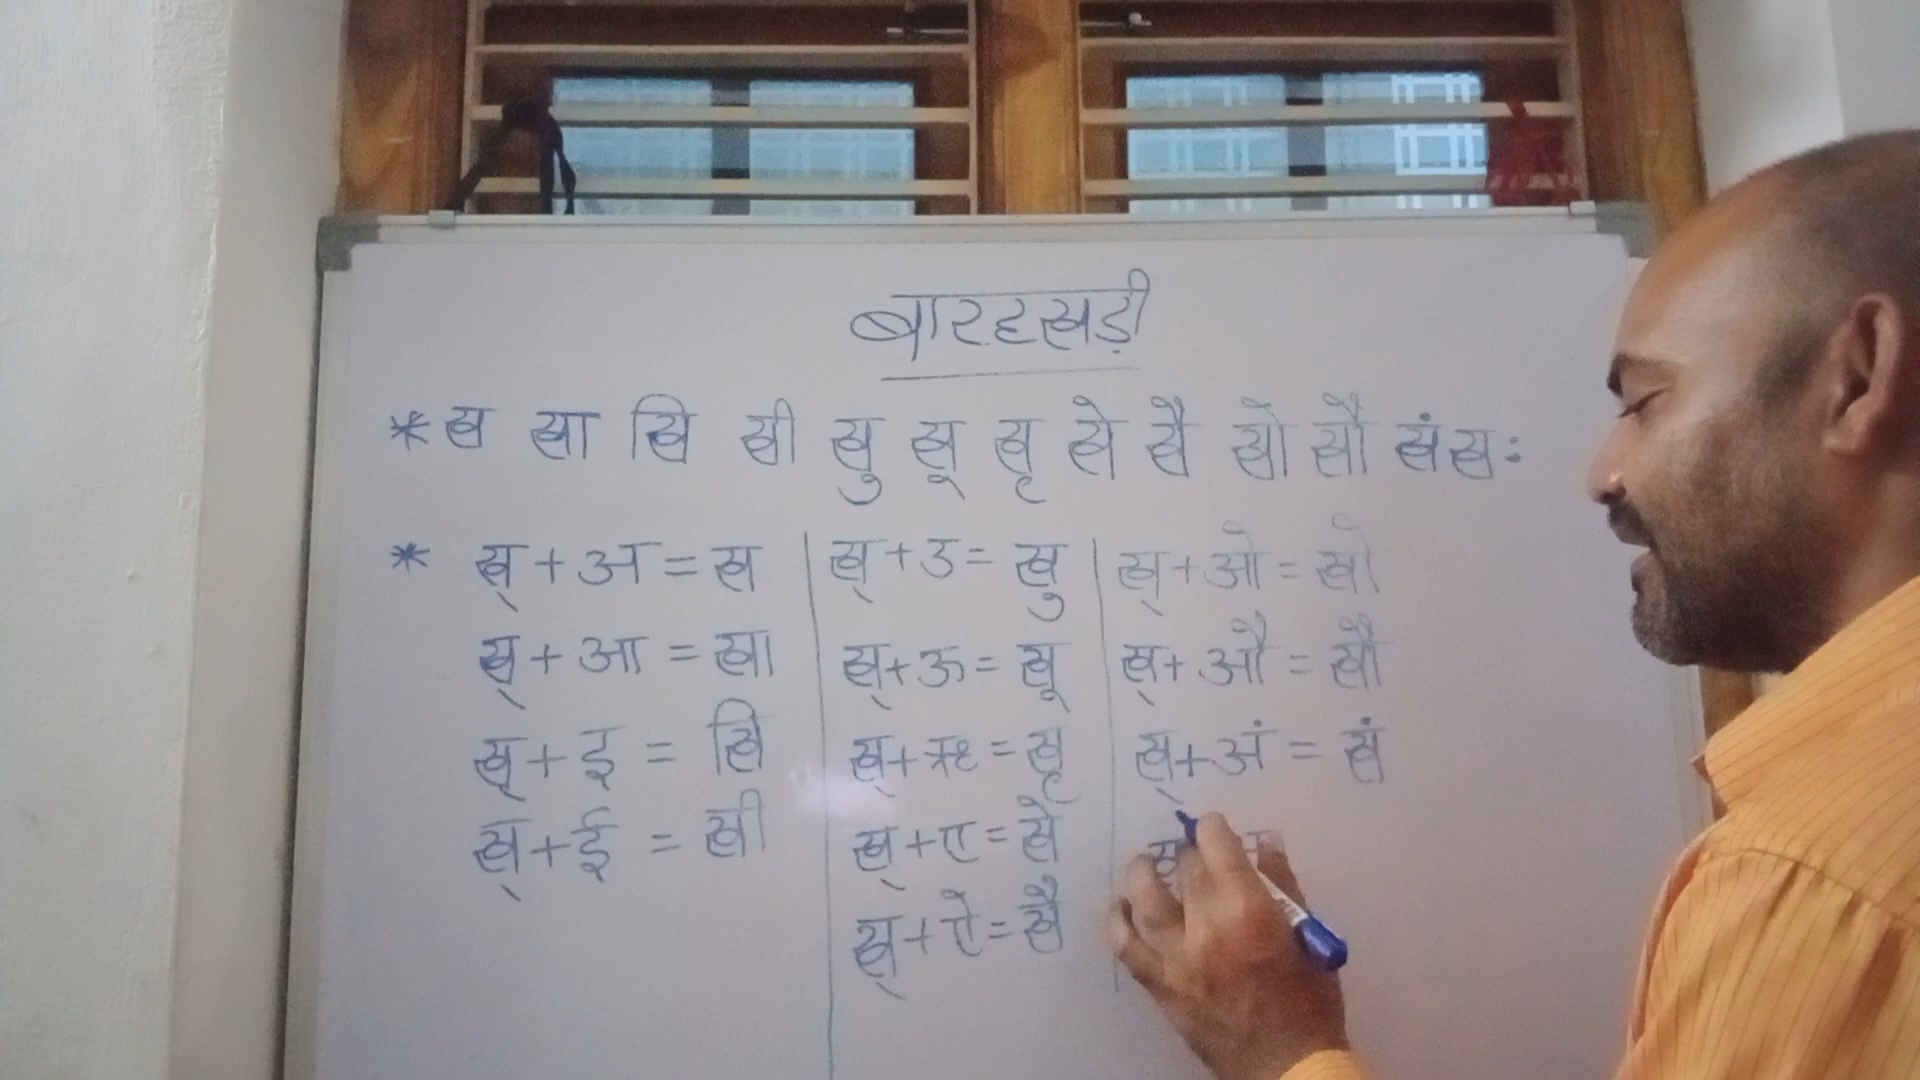 बारहखड़ी
* ख खा खि खी खु खू खृ खे खै खो खौ खं खः
* ख् + अ = ख
ख् + आ = खा
ख् + इ = खि
ख् + ई = खी
ख् + उ = खु
ख् + ऊ = खू
ख् + ऋ = खृ
ख् + ए = खे
ख् + ऐ = खै
ख् + ओ = खो
ख् + औ = खौ
ख् + अं = खं